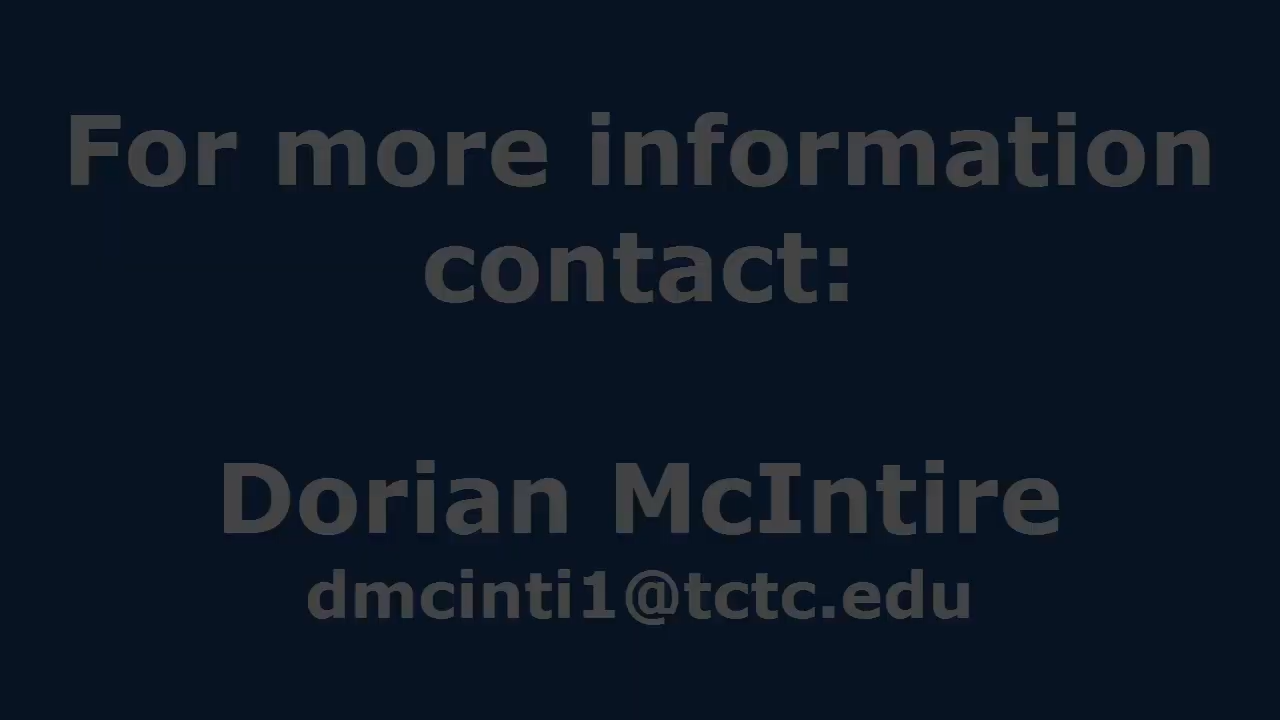 For more information
contact:
Dorian McIntire
dmcinti1@tctc.edu